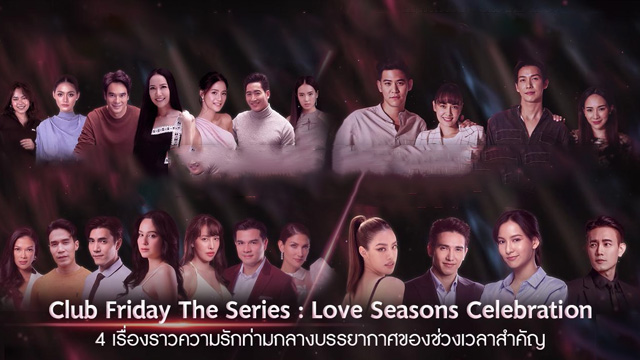 Club Friday The Series : Love Seasons Celebration
4 เรื่องราวความรักท่ามกลางบรรยากาศของช่วงเวลาสำคัญ